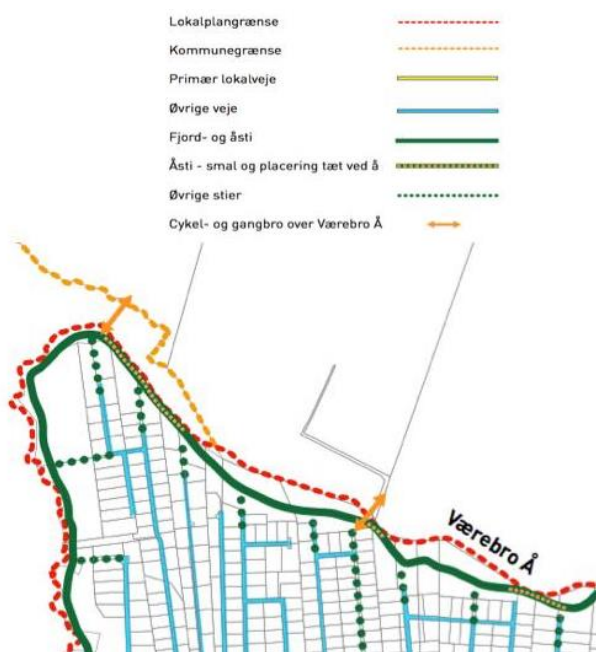 Lokalplangrænse
Kommunegrænse
Primær lokalveje
Øvrige veje
Fjord- og åsti
Åsti - smal og placering tæt ved å
Øvrige stier
Cykel- og gangbro over Værebro Å
Værebro Å